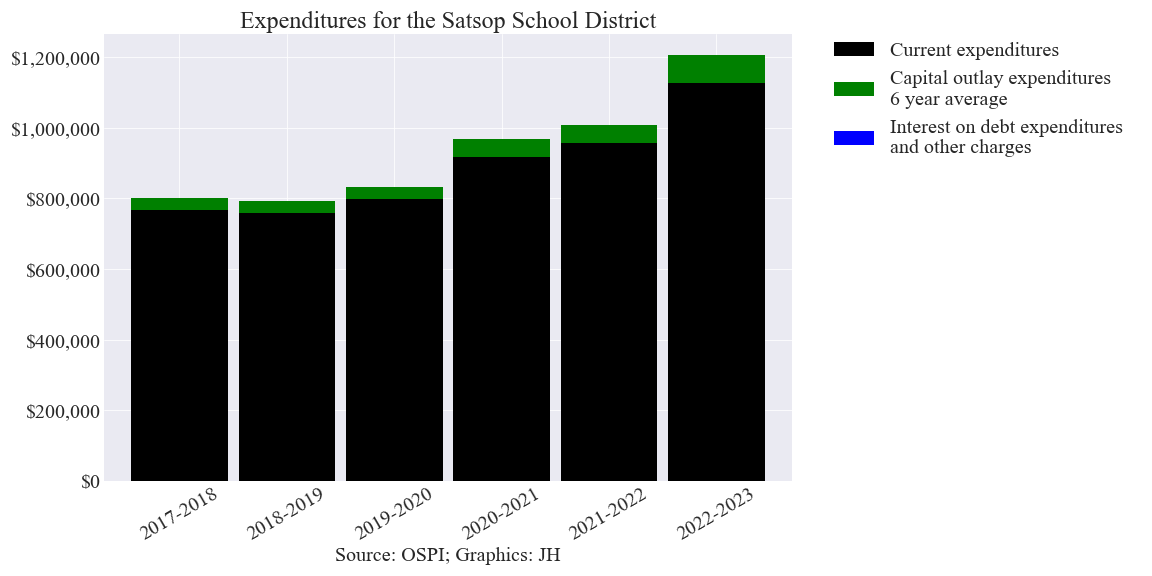 Expenditures for the Satsop School District
$1,200,000
$1,000,000
$800,000
$600,000
$400,000
$200,000
$0
2017-2018
2018-2019
2019-2020
2020-2021
2021-2022
2022-2023
Source: OSPI; Graphics: JH
Current expenditures
Capital outlay expenditures
6 year average
Interest on debt expenditures
and other charges